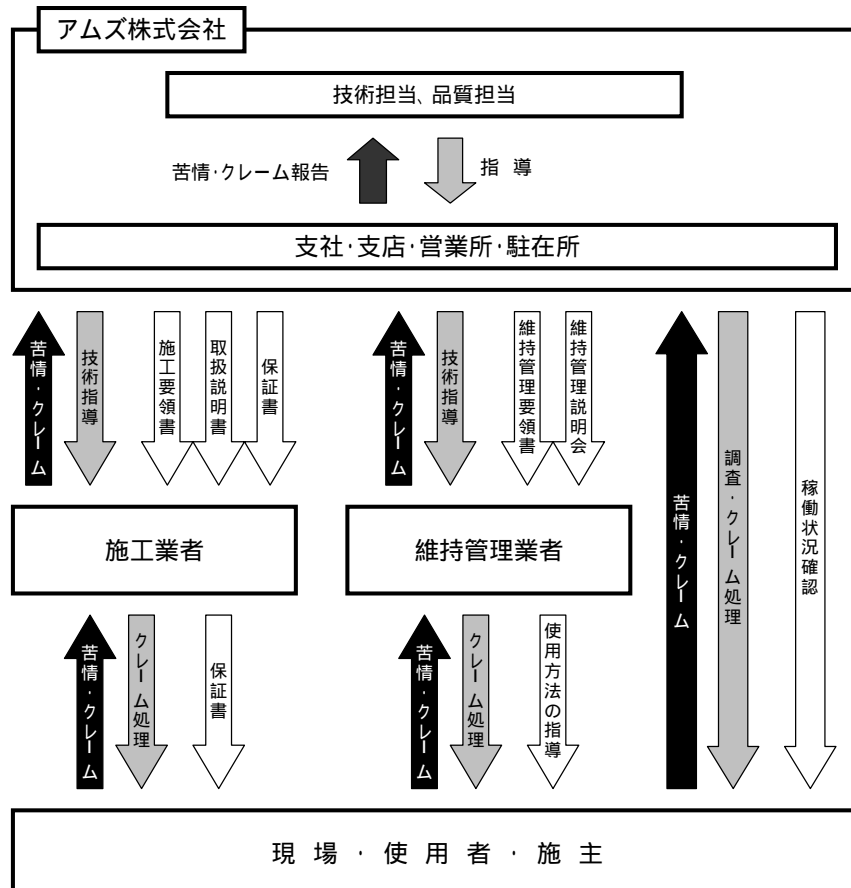 アムズ株式会社
技術担当、品質担当
苦情・クレーム報告
指 導
支社・支店・営業所・駐在所
苦情・クレーム
技術指導
施工要領書
取扱説明書
保証書
苦情・クレーム
技術指導
維持管理要領書
維持管理説明会
苦情・クレーム
調査・クレーム処理
稼働状況確認
施工業者
維持管理業者
苦情・クレーム
クレーム処理
保証書
苦情・クレーム
クレーム処理
使用方法の指導
現 場 ・ 使 用 者 ・ 施 主